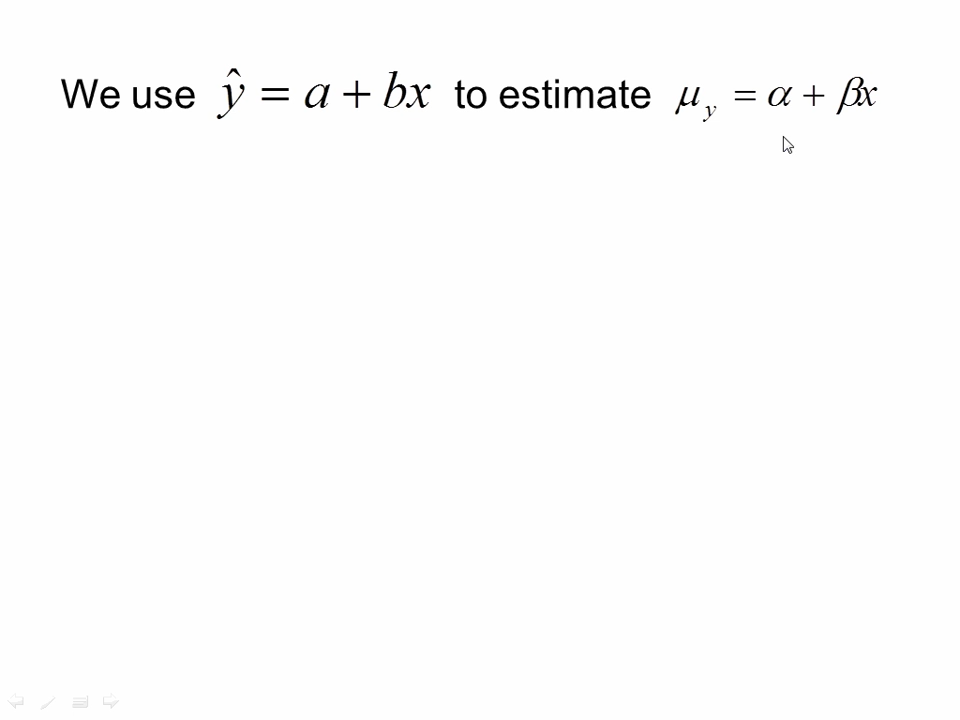 We use ŷ = a + bx to estimate μ_y = α + βx